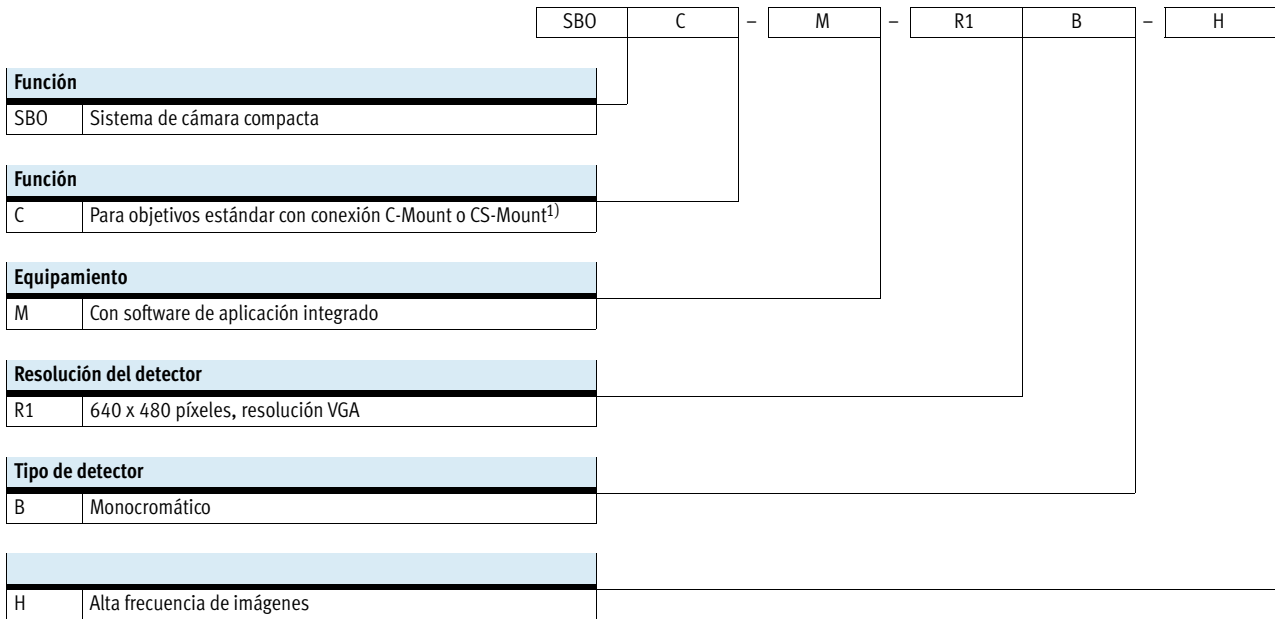 SBO C – M – R1 B – H
Función
SBO Sistema de cámara compacta
Función
C Para objetivos estándar con conexión C-Mount o CS-Mount1)
Equipamiento
M Con software de aplicación integrado
Resolución del detector
R1 640 x 480 píxeles, resolución VGA
Tipo de detector
B Monocromático
H Alta frecuencia de imágenes